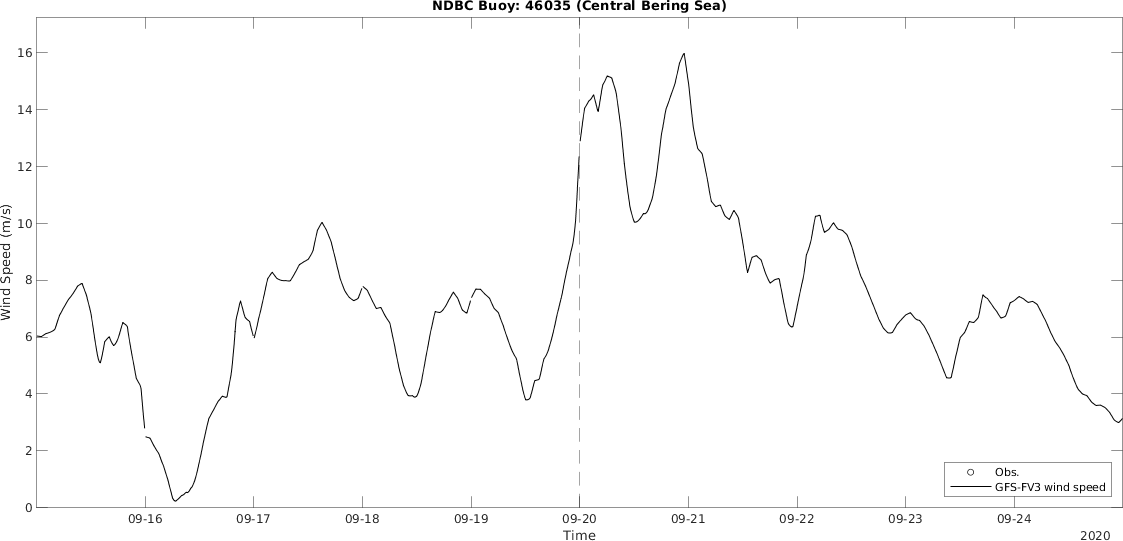 NDBC Buoy: 46035 (Central Bering Sea)
Wind Speed (m/s)
16
14
12
10
8
6
4
2
0
Obs.
GFS-FV3 wind speed
09-16 09-17 09-18 09-19 09-20 09-21 09-22 09-23 09-24
Time
2020